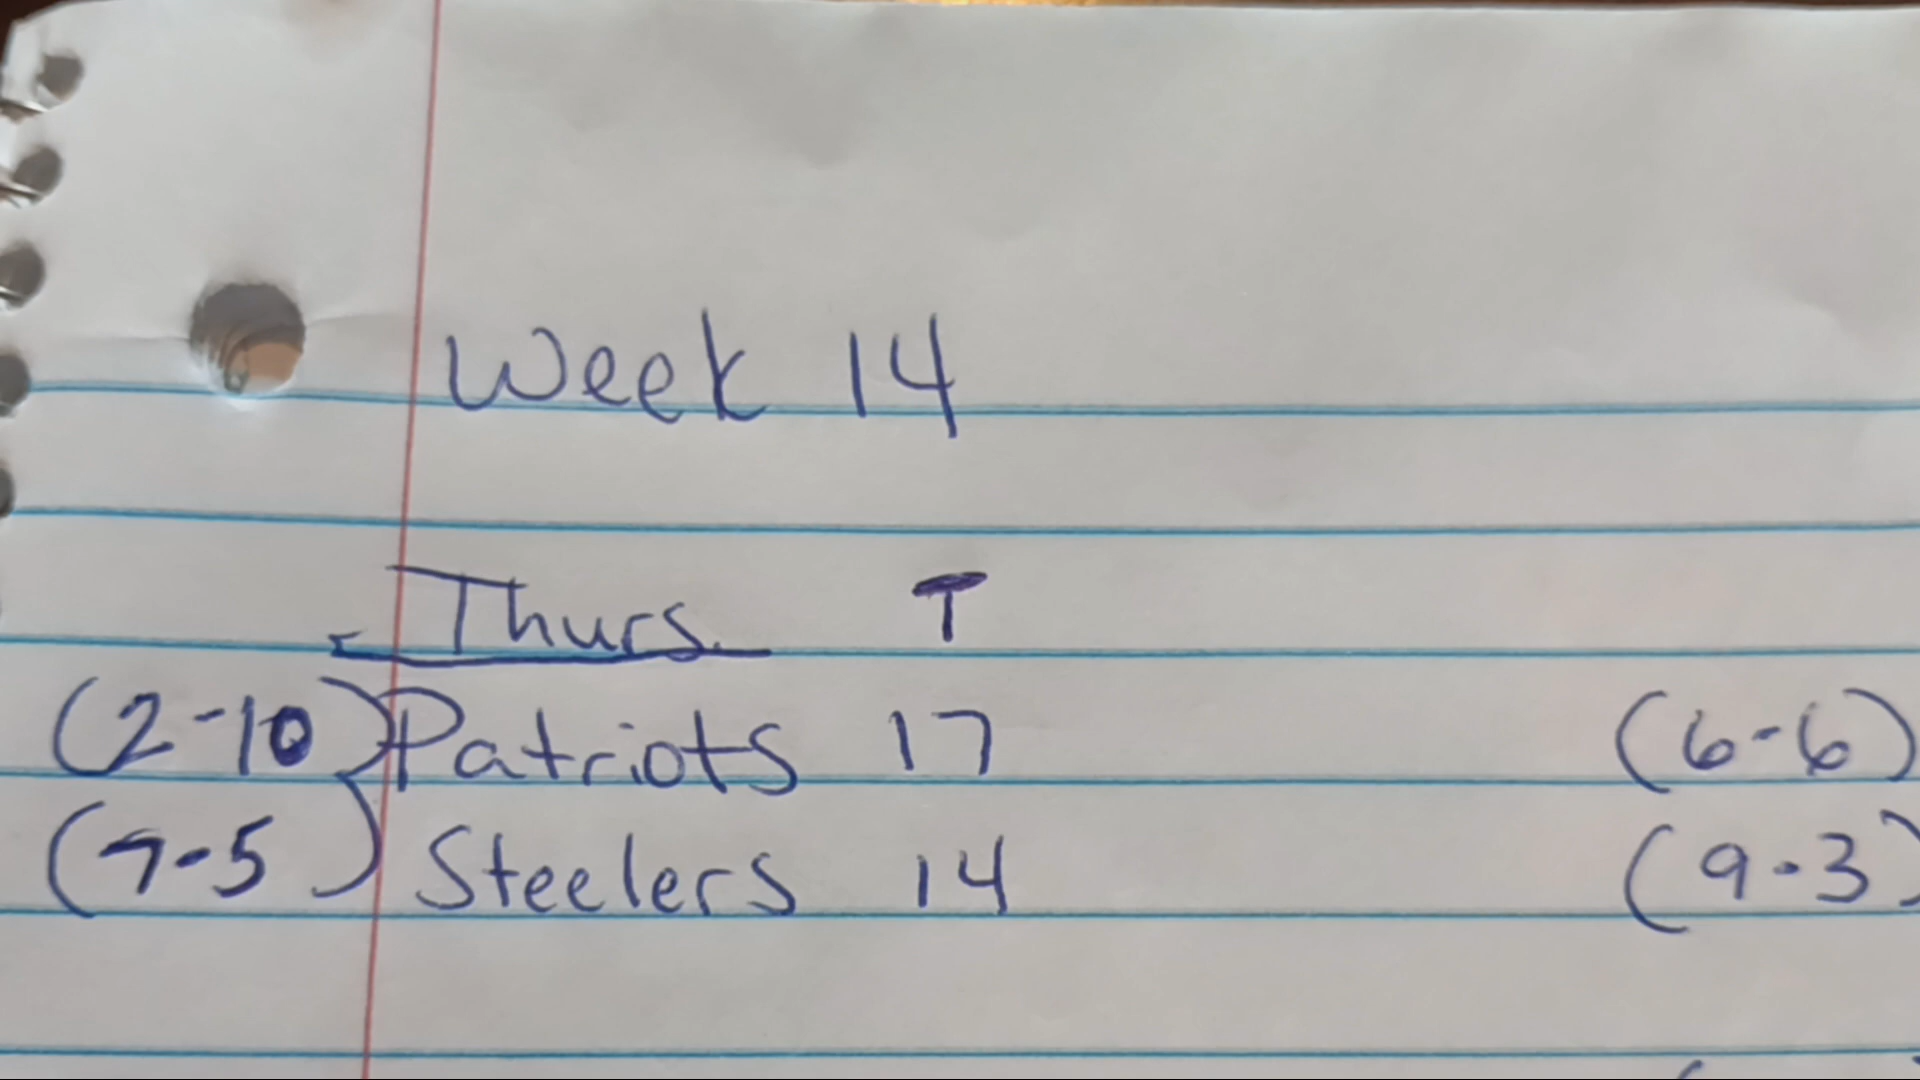 Week 14
Thurs. T
(2-10) Patriots 17 (6-6)
(7-5) Steelers 14 (9-3)